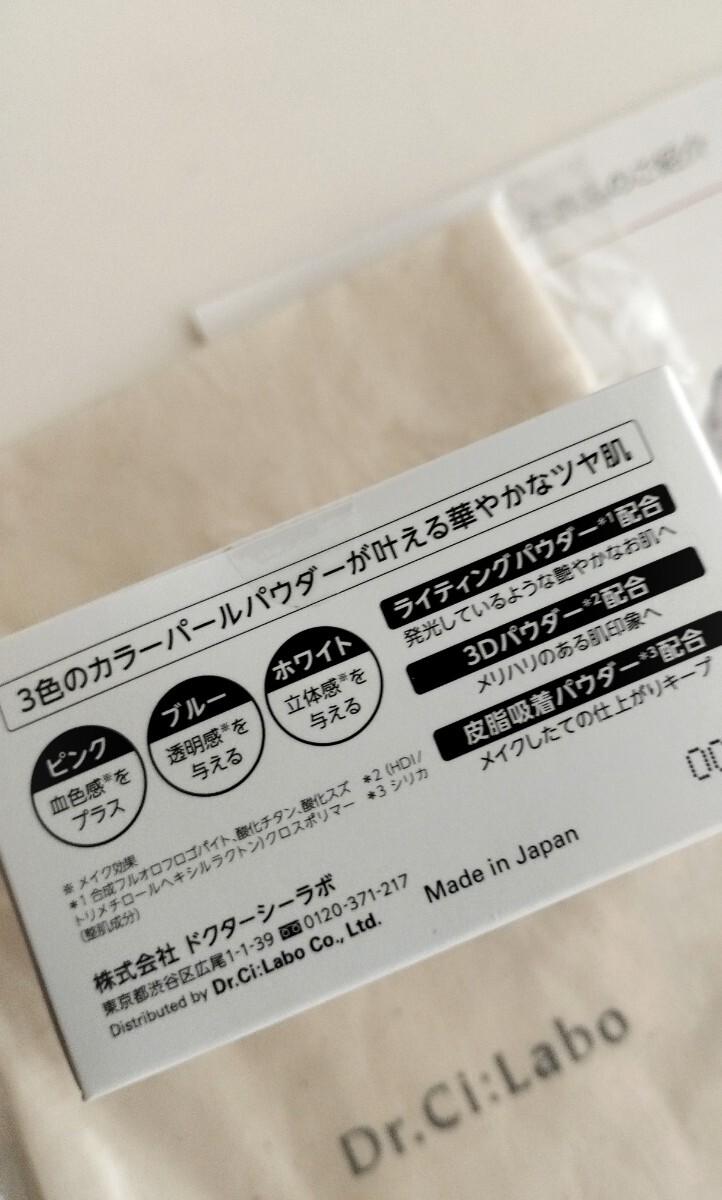 のご紹介
3色のカラーパールパウダーが叶える華やかなツヤ肌。
ピンク
血色感※を
プラス
ブルー
透明感※を
与える
ホワイト
立体感※を
与える
ライティングパウダー*1配合
発光しているような艶やかなお肌へ
3Dパウダー*2配合
メリハリのある肌印象へ
皮脂吸着パウダー*3配合
メイクしたての仕上がりキープ
※ メイク効果
*1 合成フルオロフロゴパイト、酸化チタン、酸化スズ *2 (HDI/
トリメチロールヘキシルラクトン)クロスポリマー *3 シリカ
(整肌成分)
株式会社 ドクターシーラボ
東京都渋谷区広尾1-1-39 0120-371-217
Distributed by Dr.Ci:Labo Co., Ltd.
Made in Japan
00
Dr.Ci:Labo